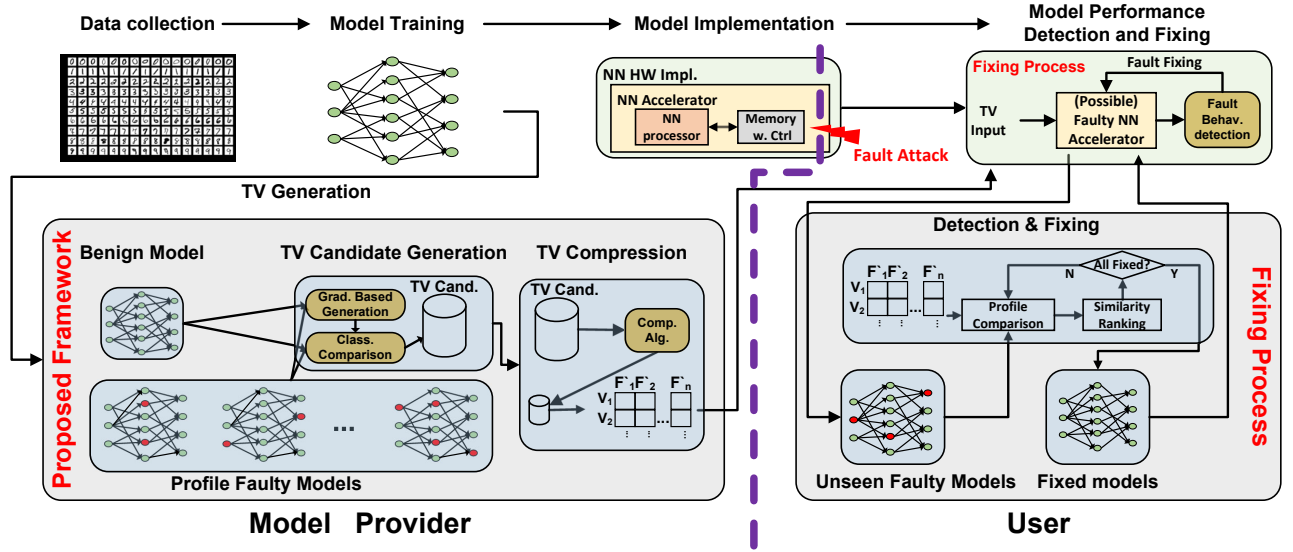 Data collection
Model Training
Model Implementation
Model Performance
Detection and Fixing
NN HW Impl.
NN Accelerator
NN
processor
Memory
w. Ctrl
Fault Attack
Fixing Process
Fault Fixing
TV
Input
(Possible)
Faulty NN
Accelerator
Fault
Behav.
detection
TV Generation
Proposed Framework
Benign Model
TV Candidate Generation
TV Compression
Grad. Based
Generation
Class.
Comparison
TV Cand.
TV Cand.
Comp.
Alg.
F`1 F`2 F`n
V1
V2 ...
⋮ ⋮ ⋮
...
Profile Faulty Models
Model Provider
Detection & Fixing
F`1 F`2 F`n
V1
V2 ...
⋮ ⋮ ⋮
N
All Fixed?
Y
Profile
Comparison
Similarity
Ranking
Fixing Process
Unseen Faulty Models
Fixed models
User